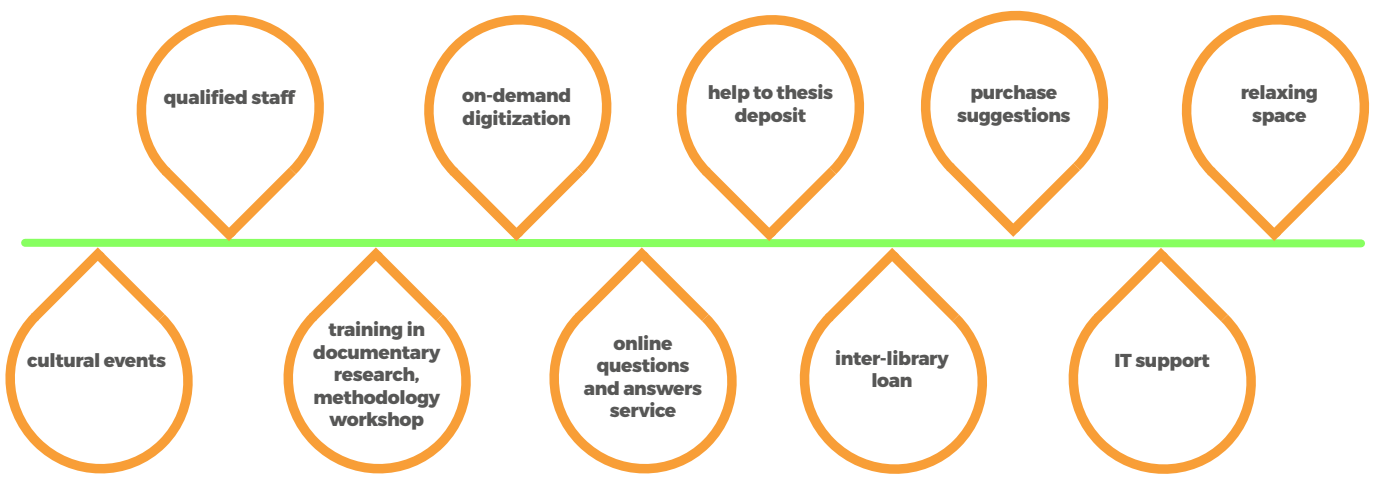 qualified staff
on-demand
digitization
help to thesis
deposit
purchase
suggestions
relaxing
space
cultural events
training in
documentary
research,
methodology
workshop
online
questions
and answers
service
inter-library
loan
IT support